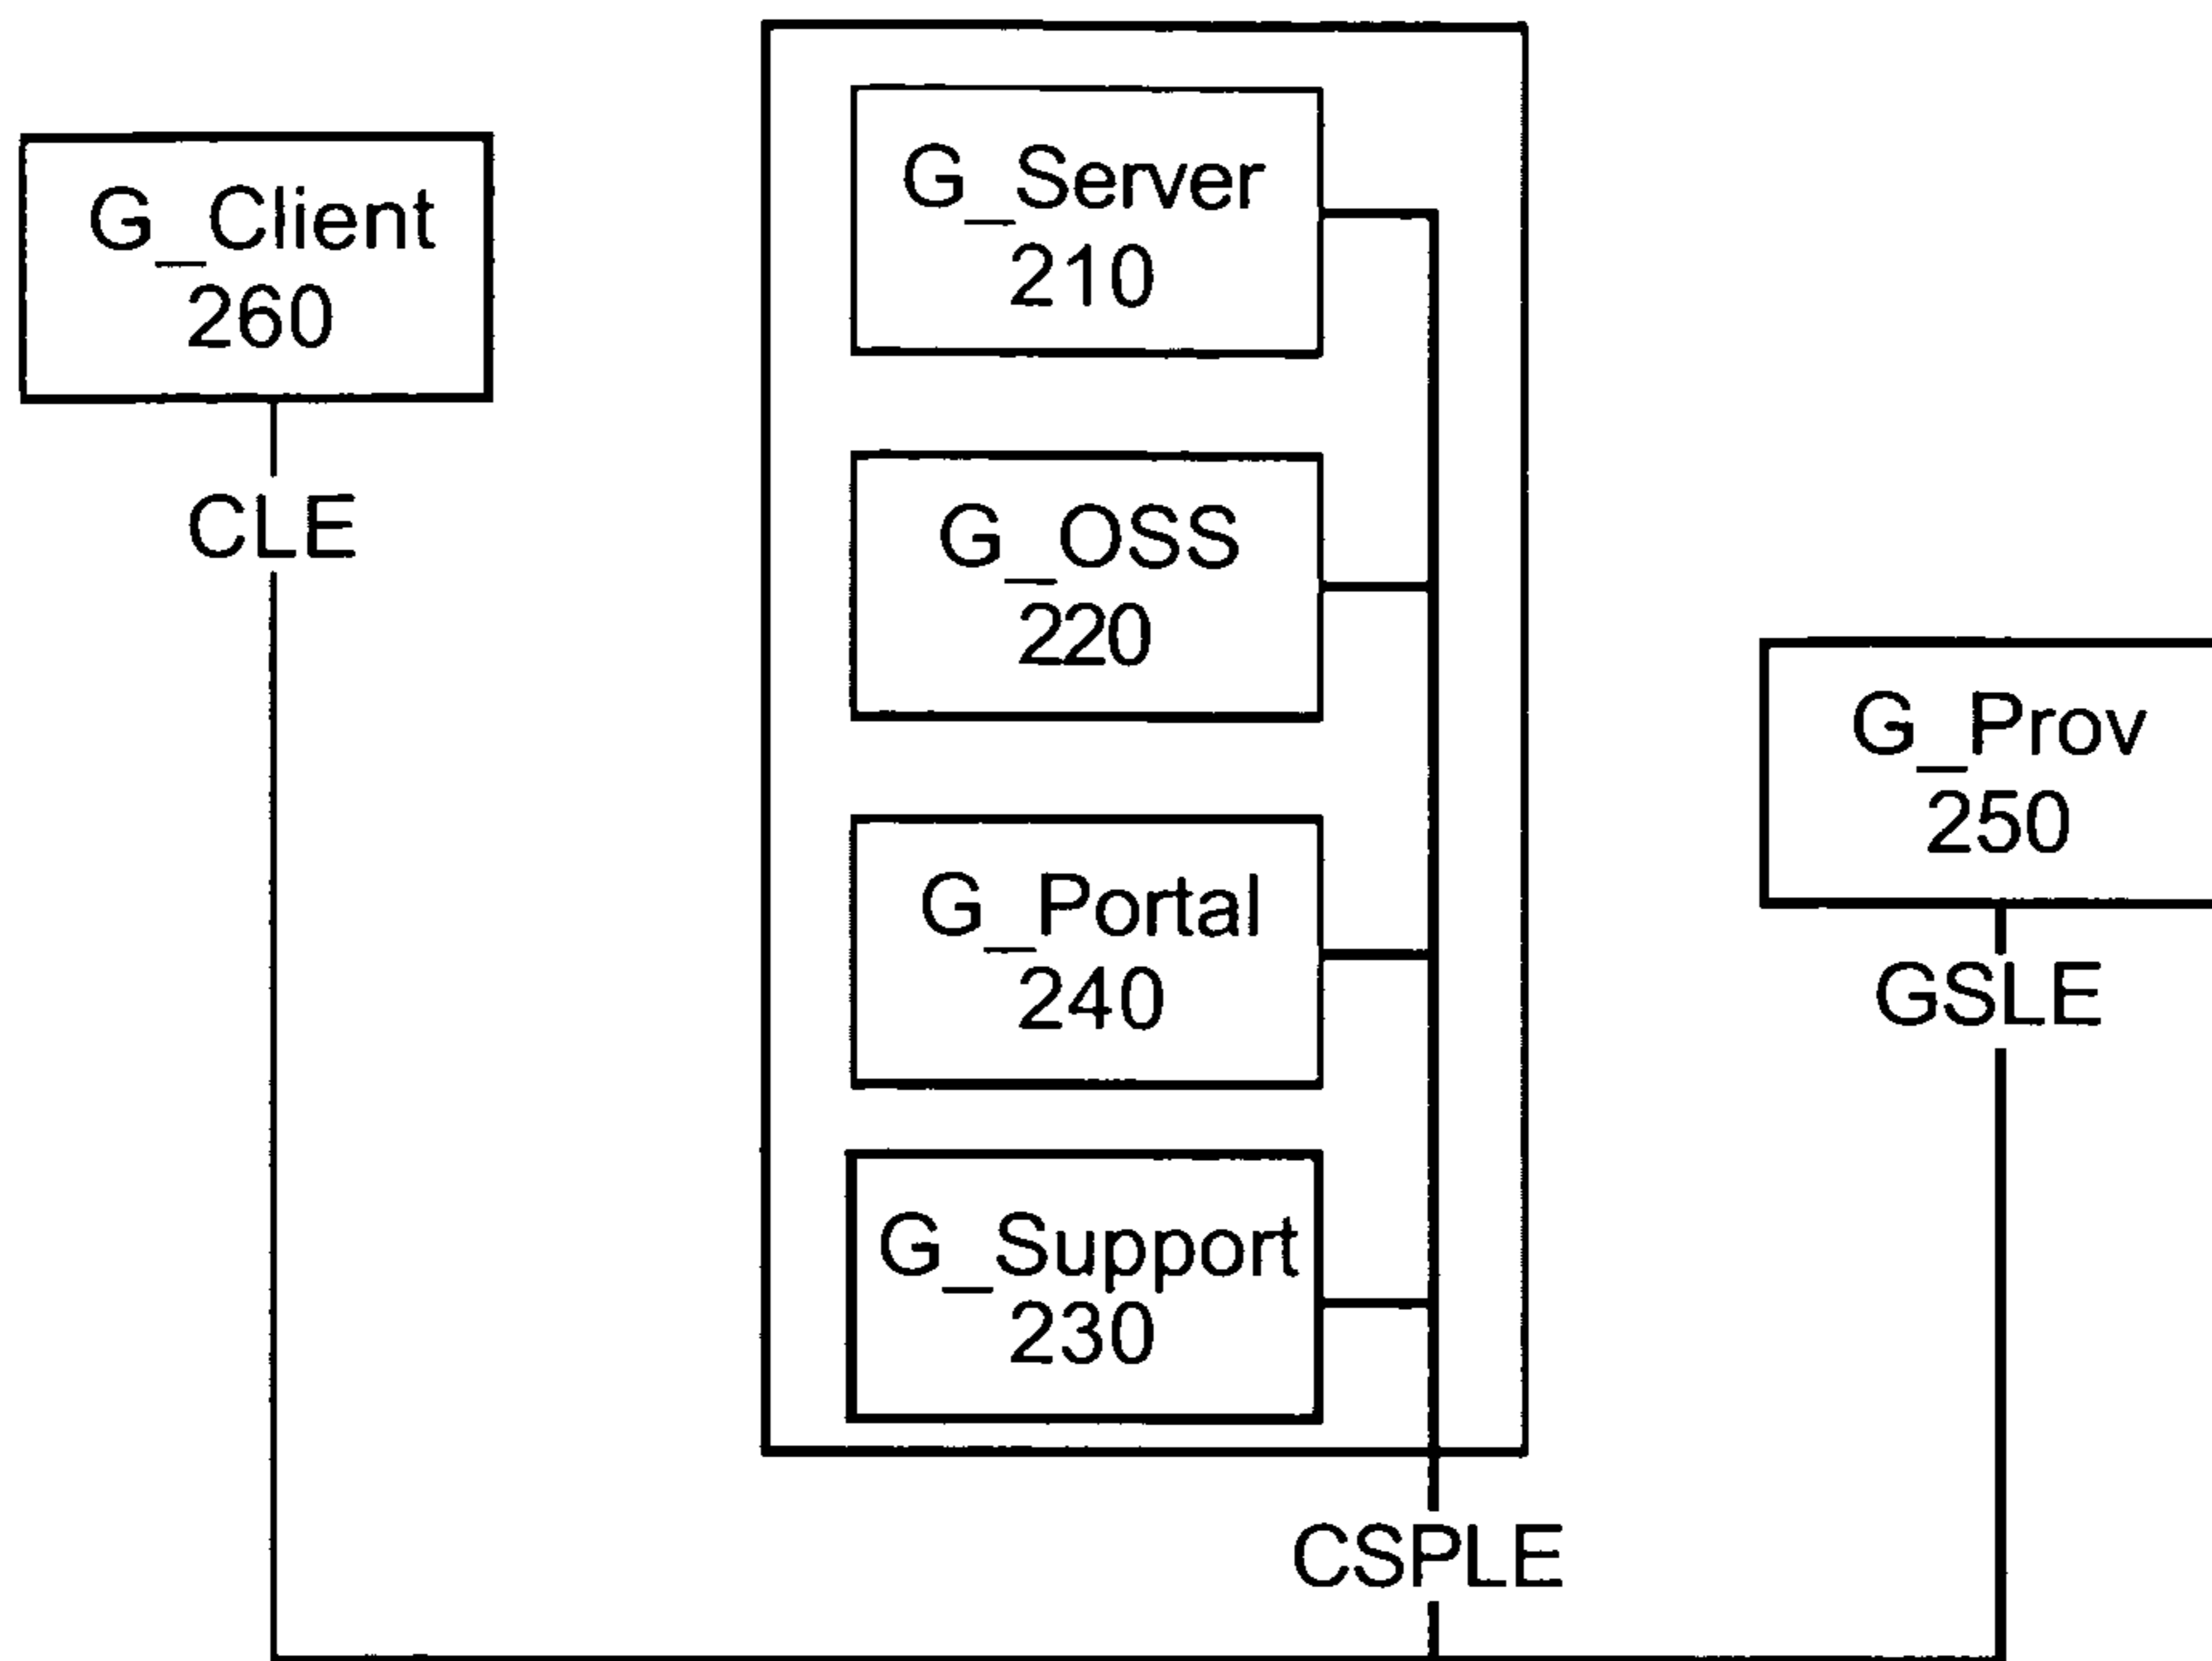 G_Client
260
CLE
G_Server
210
G_OSS
220
G_Portal
240
G_Support
230
CSPLE
G_Prov
250
GSLE